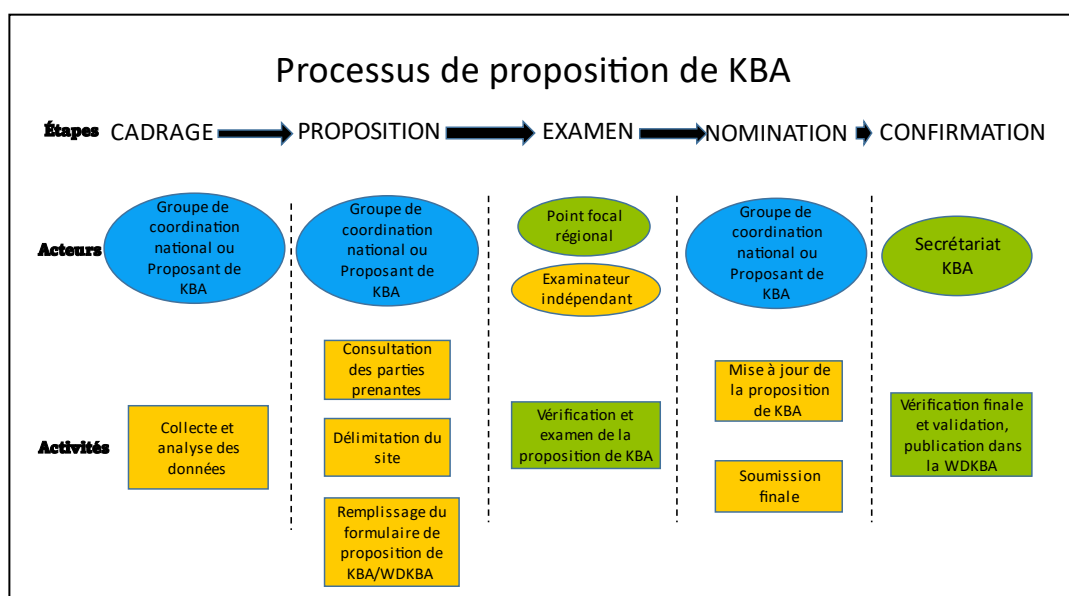 Processus de proposition de KBA
Étapes
CADRAGE
PROPOSITION
EXAMEN
NOMINATION
CONFIRMATION
Acteurs
Groupe de
coordination
national ou
Proposant de
KBA
Groupe de
coordination
national ou
Proposant de
KBA
Point focal
régional
Examinateur
indépendant
Groupe de
coordination
national ou
Proposant de
KBA
Secrétariat
KBA
Activités
Collecte et
analyse des
données
Consultation
des parties
prenantes
Délimitation du
site
Remplissage du
formulaire de
proposition de
KBA/WDKBA
Vérification et
examen de la
proposition de KBA
Mise à jour de
la proposition
de KBA
Soumission
finale
Vérification finale
et validation,
publication dans
la WDKBA